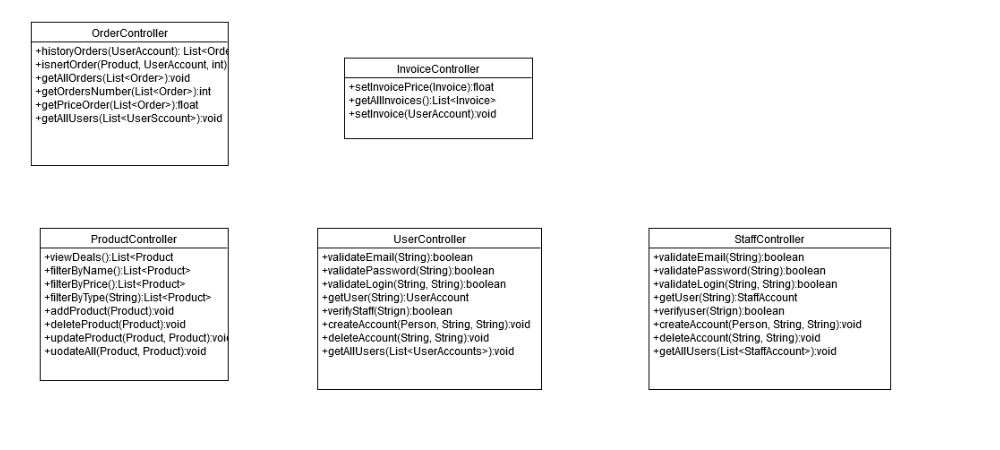 OrderController
+historyOrders(UserAccount): List<Orde
+isnertOrder(Product, UserAccount, int)
+getAllOrders(List<Order>):void
+getOrdersNumber(List<Order>):int
+getPriceOrder(List<Order>):float
+getAllUsers(List<UserSccount>):void
InvoiceController
+setInvoicePrice(Invoice):float
+getAllInvoices():List<Invoice>
+setInvoice(UserAccount):void
ProductController
+viewDeals():List<Product
+filterByName():List<Product>
+filterByPrice():List<Product>
+filterByType(String):List<Product>
+addProduct(Product):void
+deleteProduct(Product):void
+updateProduct(Product, Product):void
+uodateAll(Product, Product):void
UserController
+validateEmail(String):boolean
+validatePassword(String):boolean
+validateLogin(String, String):boolean
+getUser(String):UserAccount
+verifyStaff(Strign):boolean
+createAccount(Person, String, String):void
+deleteAccount(String, String):void
+getAllUsers(List<UserAccounts>):void
StaffController
+validateEmail(String):boolean
+validatePassword(String):boolean
+validateLogin(String, String):boolean
+getUser(String):StaffAccount
+verifyuser(Strign):boolean
+createAccount(Person, String, String):void
+deleteAccount(String, String):void
+getAllUsers(List<StaffAccount>):void